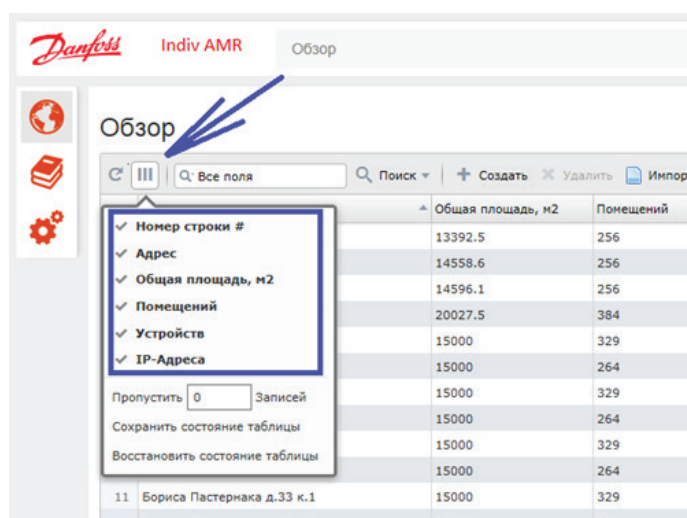 Danfoss Indiv AMR Обзор
Обзор
Все поля Поиск Создать Удалить Импор
Общая площадь, м2 Помещений
Номер строки #
Адрес
Общая площадь, м2
Помещений
Устройств
IP-Адреса
Пропустить 0 Записей
Сохранить состояние таблицы
Восстановить состояние таблицы
13392.5 256
14558.6 256
14596.1 256
20027.5 384
15000 329
15000 264
15000 329
15000 264
15000 329
15000 264
11 Бориса Пастернака д.33 к.1 15000 329